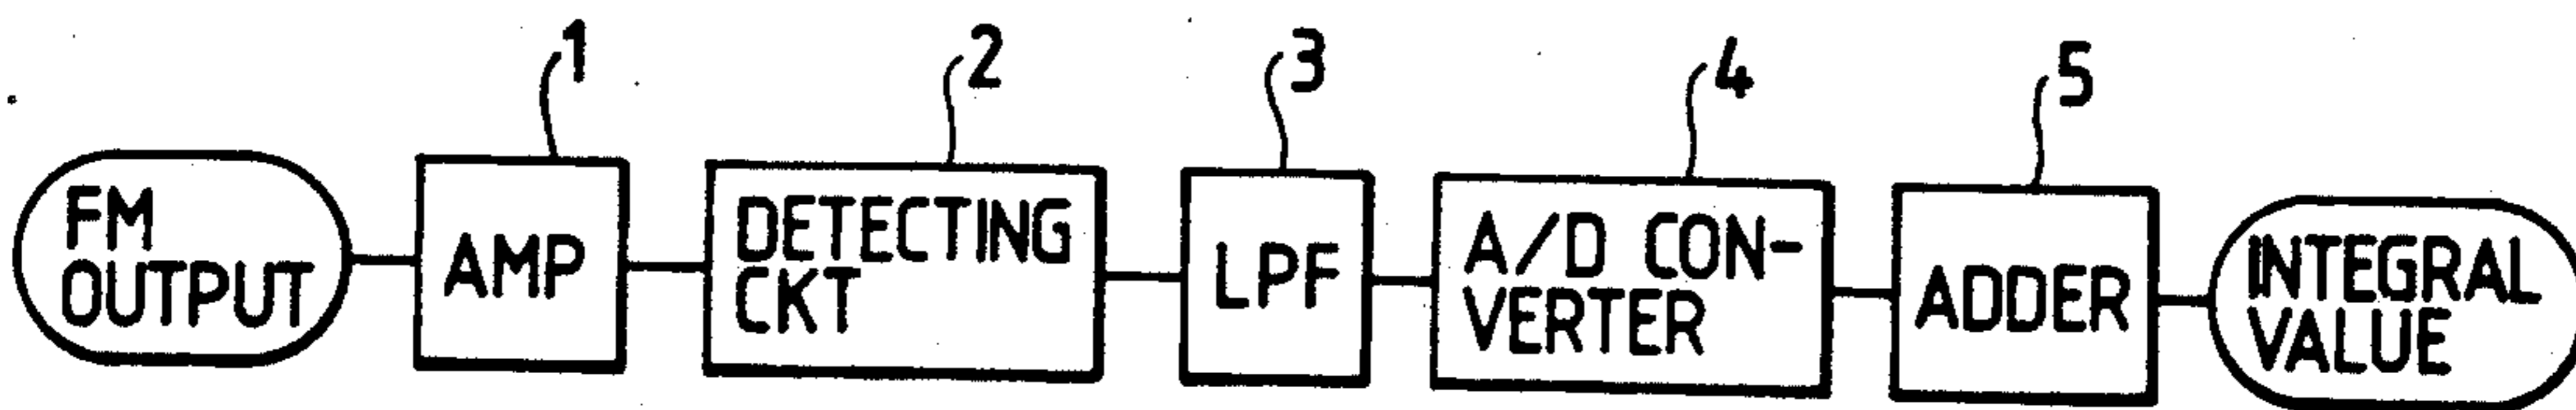 1
2
3
4
5
FM
OUTPUT
AMP
DETECTING
CKT
LPF
A/D CON-
VERTER
ADDER
INTEGRAL
VALUE